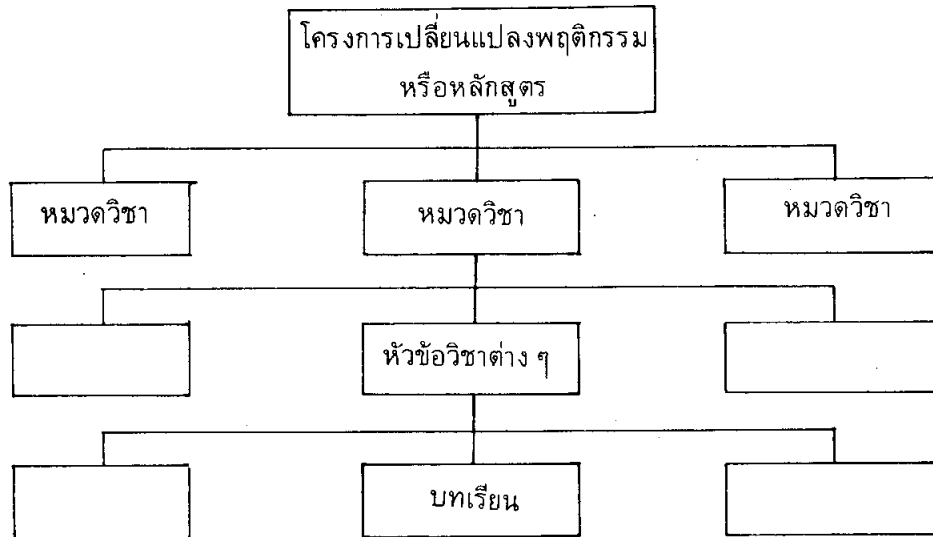 โครงการเปลี่ยนแปลงพฤติกรรม
หรือหลักสูตร
หมวดวิชา
หมวดวิชา
หมวดวิชา
หัวข้อวิชาต่าง ๆ
บทเรียน